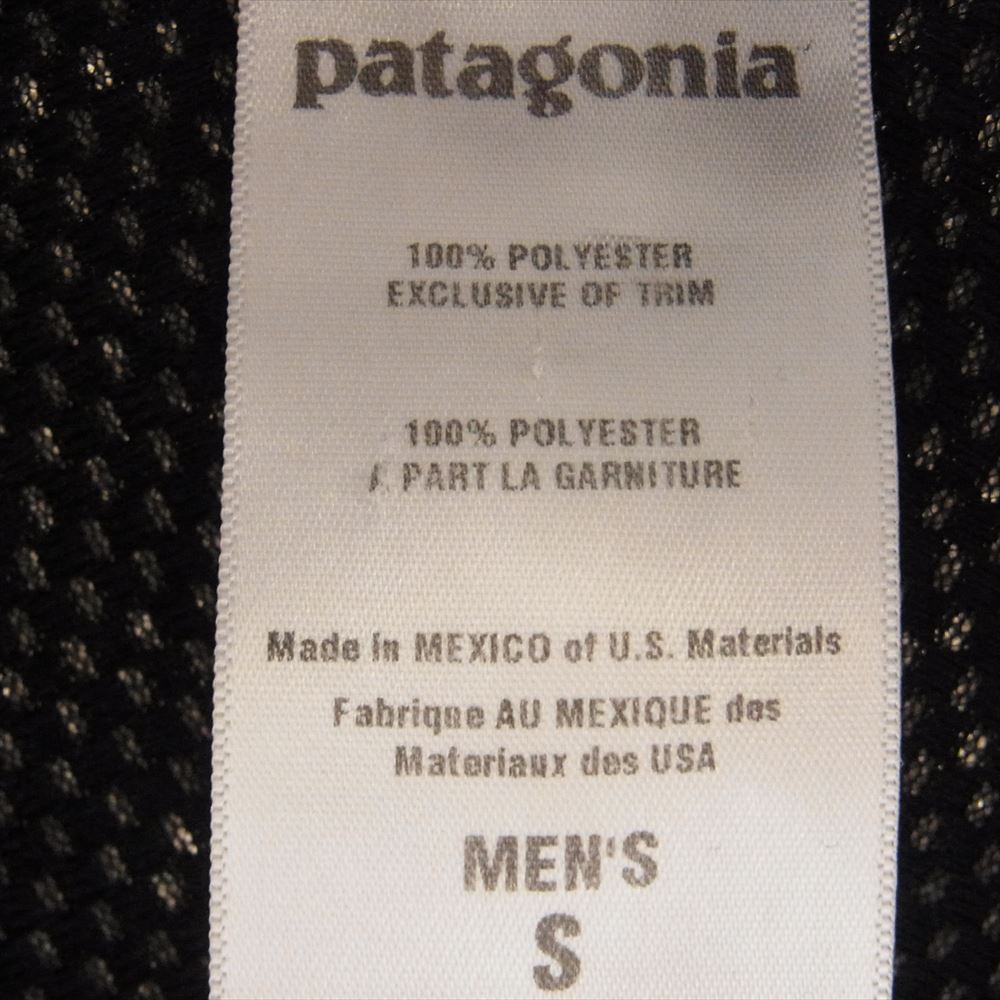 patagonia
100% POLYESTER
EXCLUSIVE OF TRIM
100% POLYESTER
A PART LA GARNITURE
Made in MEXICO of U.S. Materials
Fabrique AU MEXIQUE des
Materiaux des USA
MEN'S
S